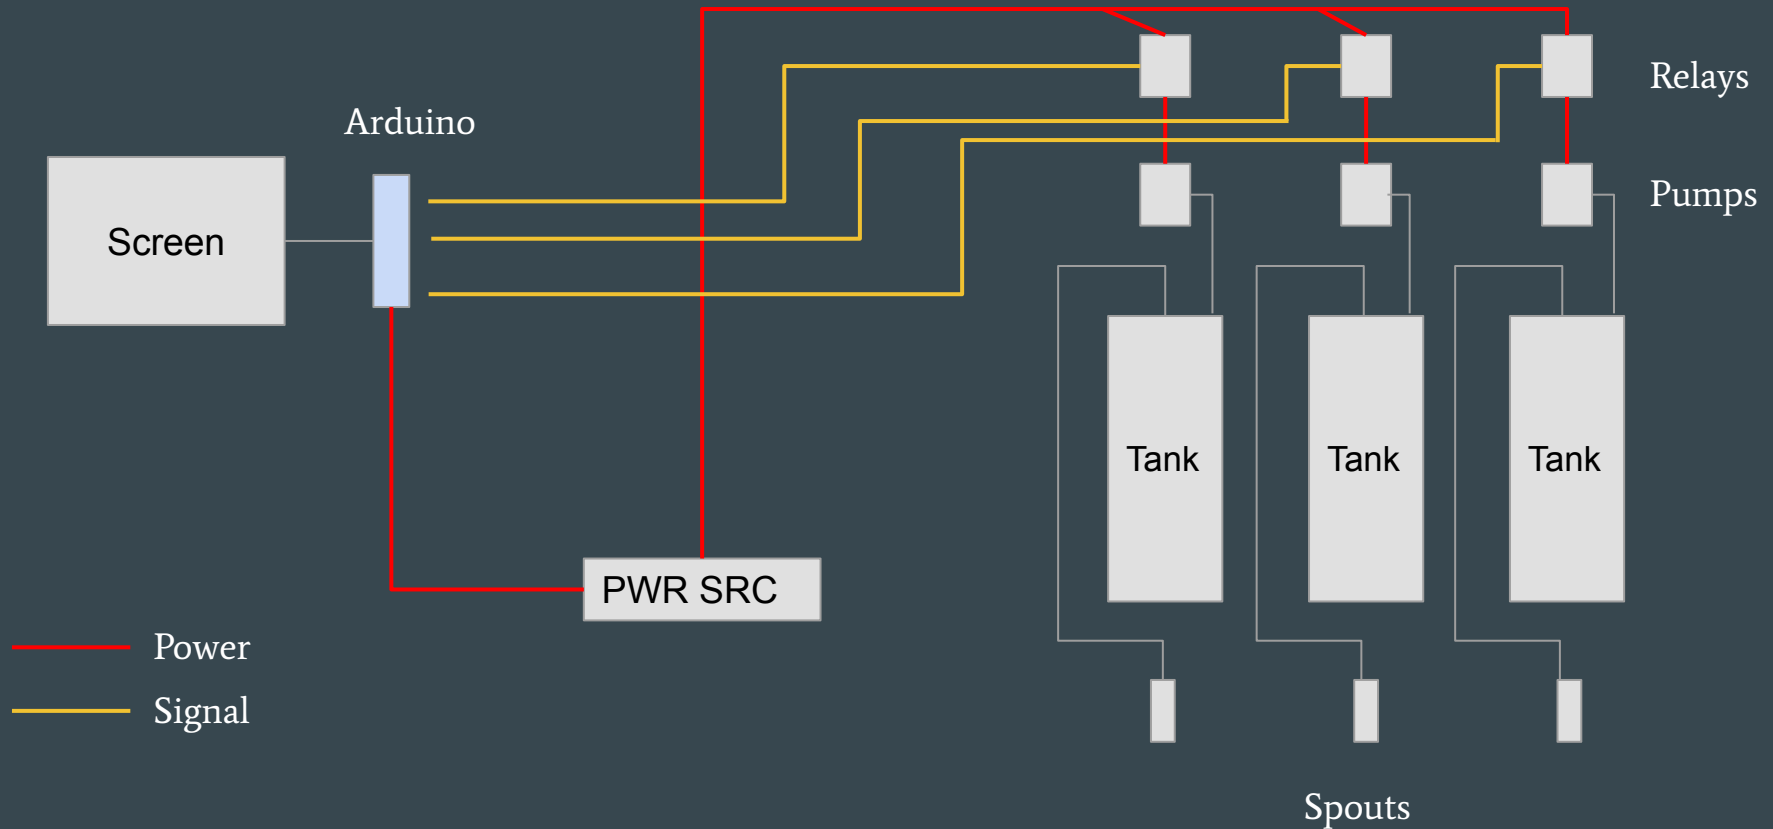 Relays
Arduino
Pumps
Screen
Tank
Tank
Tank
PWR SRC
Power
Signal
Spouts